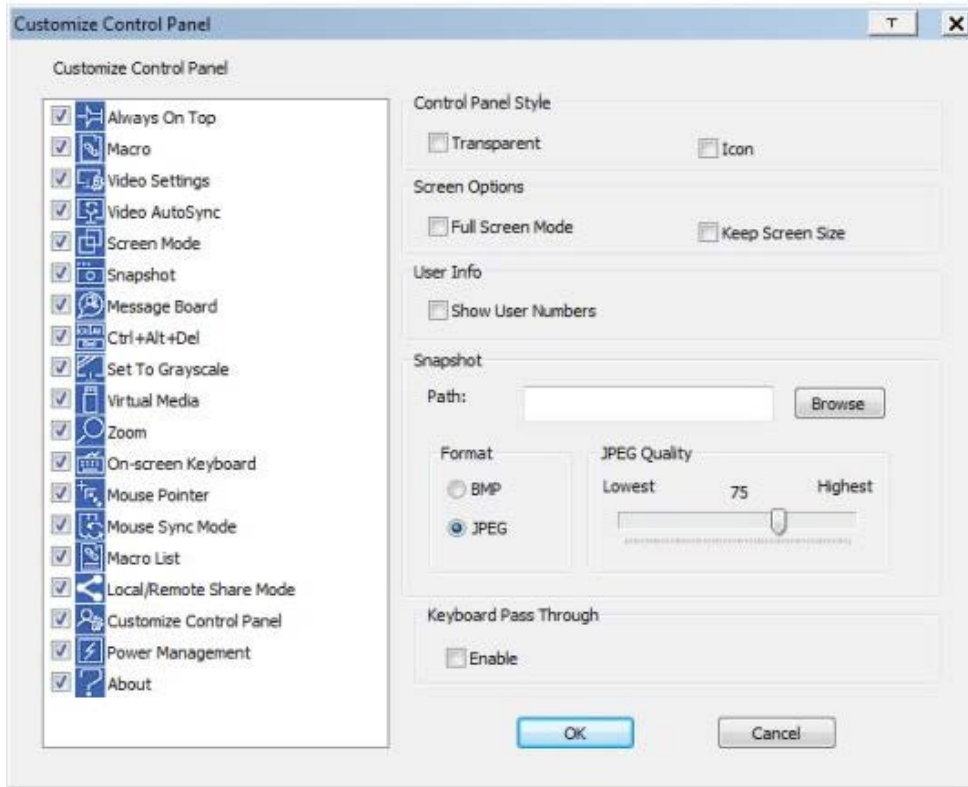 Customize Control Panel
T
Customize Control Panel
Always On Top
Macro
Video Settings
Video AutoSync
Screen Mode
Snapshot
Message Board
Ctrl+Alt+Del
Set To Grayscale
Virtual Media
Zoom
On-screen Keyboard
Mouse Pointer
Mouse Sync Mode
Macro List
Local/Remote Share Mode
Customize Control Panel
Power Management
About
Control Panel Style
Transparent
Icon
Screen Options
Full Screen Mode
Keep Screen Size
User Info
Show User Numbers
Snapshot
Path:
Browse
Format
BMP
JPEG
JPEG Quality
Lowest 75 Highest
Keyboard Pass Through
Enable
OK
Cancel